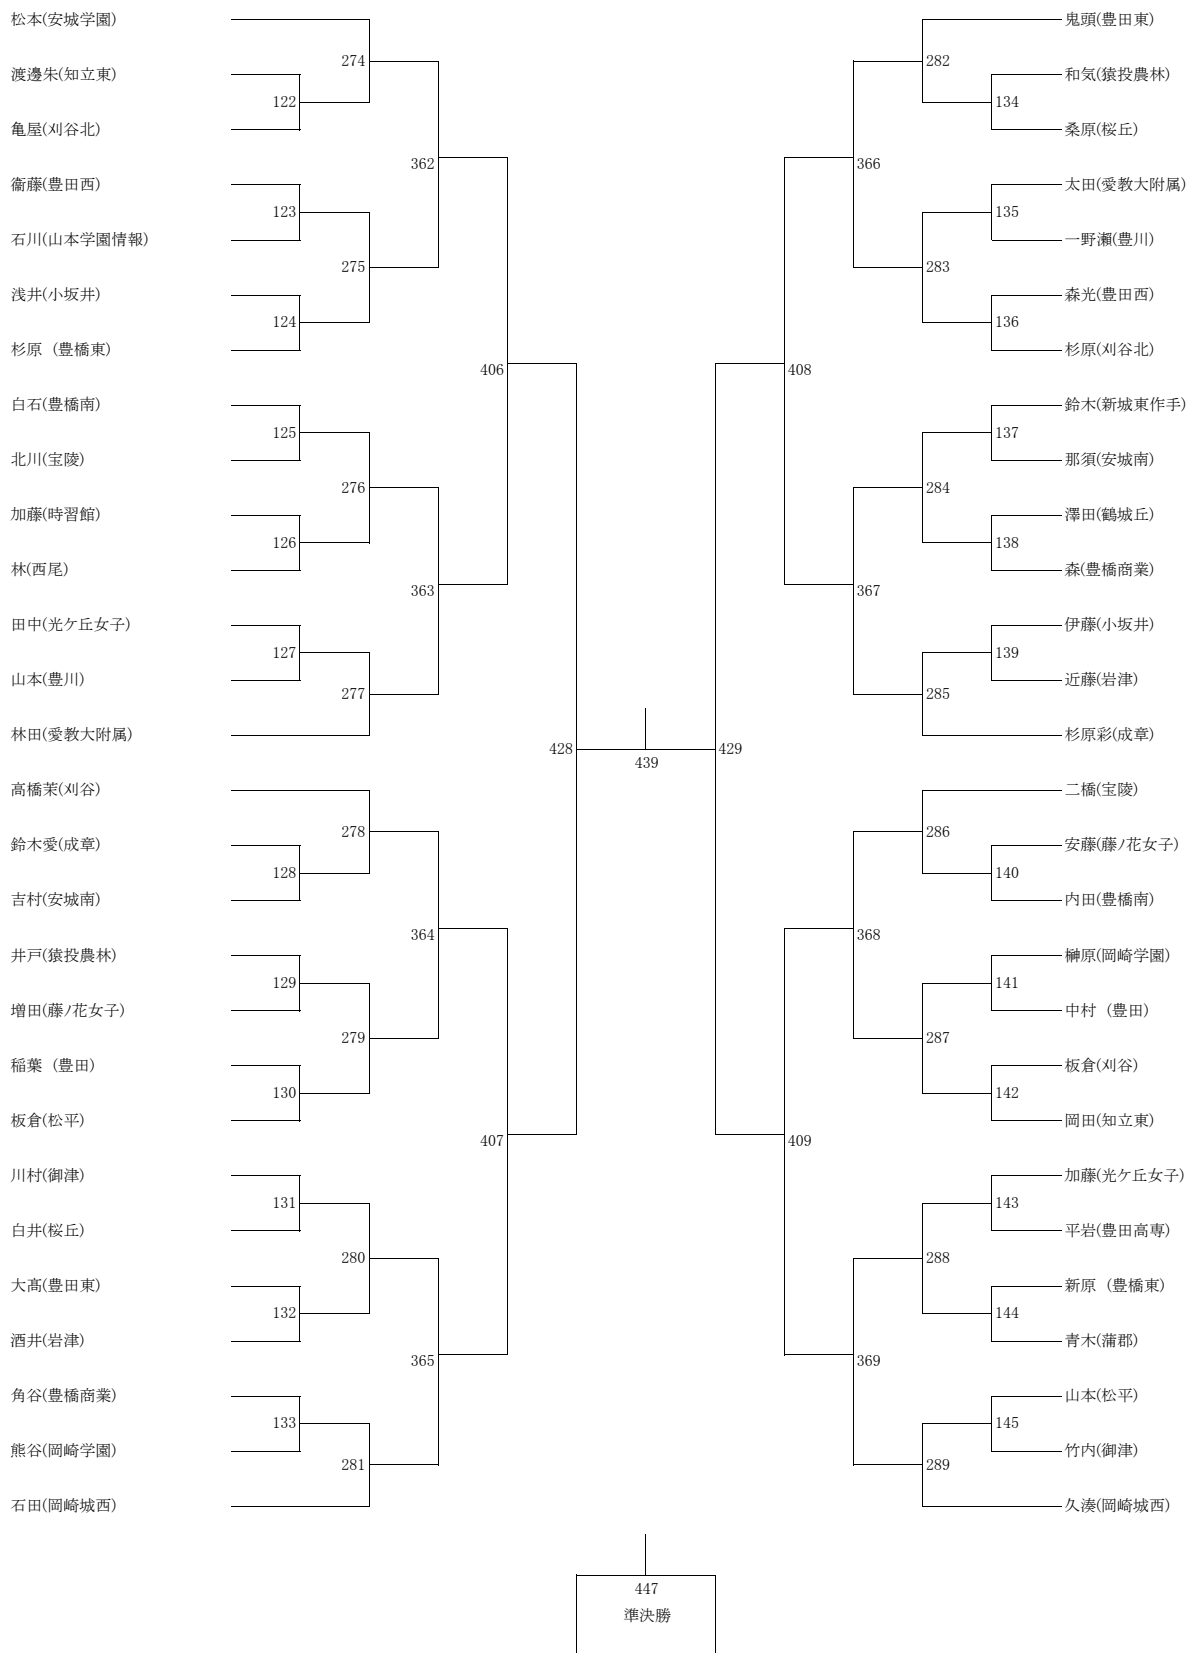 松本(安城学園)
274
渡邊朱(知立東)
122
亀屋(刈谷北)
362
衞藤(豊田西)
123
石川(山本学園情報)
275
浅井(小坂井)
124
杉原（豊橋東）
406
白石(豊橋南)
125
北川(宝陵)
276
加藤(時習館)
126
林(西尾)
363
田中(光ケ丘女子)
127
山本(豊川)
277
林田(愛教大附属)
428
高橋茉(刈谷)
278
鈴木愛(成章)
128
吉村(安城南)
364
井戸(猿投農林)
129
増田(藤ﾉ花女子)
279
稲葉（豊田）
130
板倉(松平)
407
川村(御津)
131
白井(桜丘)
280
大髙(豊田東)
132
酒井(岩津)
365
角谷(豊橋商業)
133
熊谷(岡崎学園)
281
石田(岡崎城西)
439
鬼頭(豊田東)
282
和気(猿投農林)
134
桑原(桜丘)
366
太田(愛教大附属)
135
一野瀬(豊川)
283
森光(豊田西)
136
杉原(刈谷北)
408
鈴木(新城東作手)
137
那須(安城南)
284
澤田(鶴城丘)
138
森(豊橋商業)
367
伊藤(小坂井)
139
近藤(岩津)
285
杉原彩(成章)
429
二橋(宝陵)
286
安藤(藤ﾉ花女子)
140
内田(豊橋南)
368
榊原(岡崎学園)
141
中村（豊田）
287
板倉(刈谷)
142
岡田(知立東)
409
加藤(光ケ丘女子)
143
平岩(豊田高専)
288
新原（豊橋東）
144
青木(蒲郡)
369
山本(松平)
145
竹内(御津)
289
久湊(岡崎城西)
447
準決勝